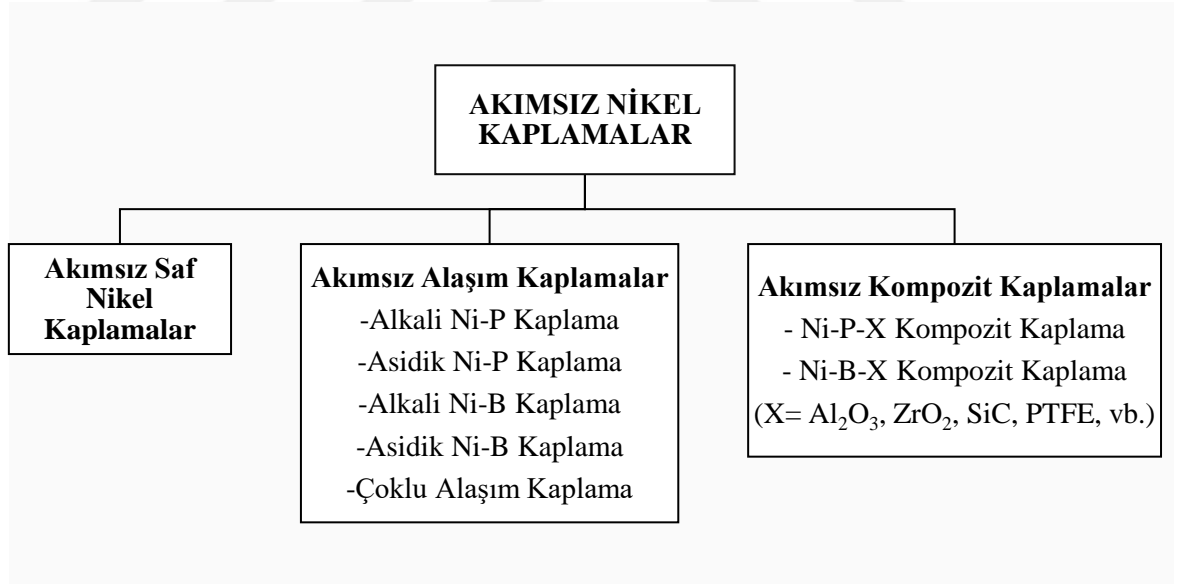 AKIMSIZ NİKEL
KAPLAMALAR
Akımsız Saf
Nikel
Kaplamalar
Akımsız Alaşım Kaplamalar
-Alkali Ni-P Kaplama
-Asidik Ni-P Kaplama
-Alkali Ni-B Kaplama
-Asidik Ni-B Kaplama
-Çoklu Alaşım Kaplama
Akımsız Kompozit Kaplamalar
- Ni-P-X Kompozit Kaplama
- Ni-B-X Kompozit Kaplama
(X= Al₂O₃, ZrO₂, SiC, PTFE, vb.)